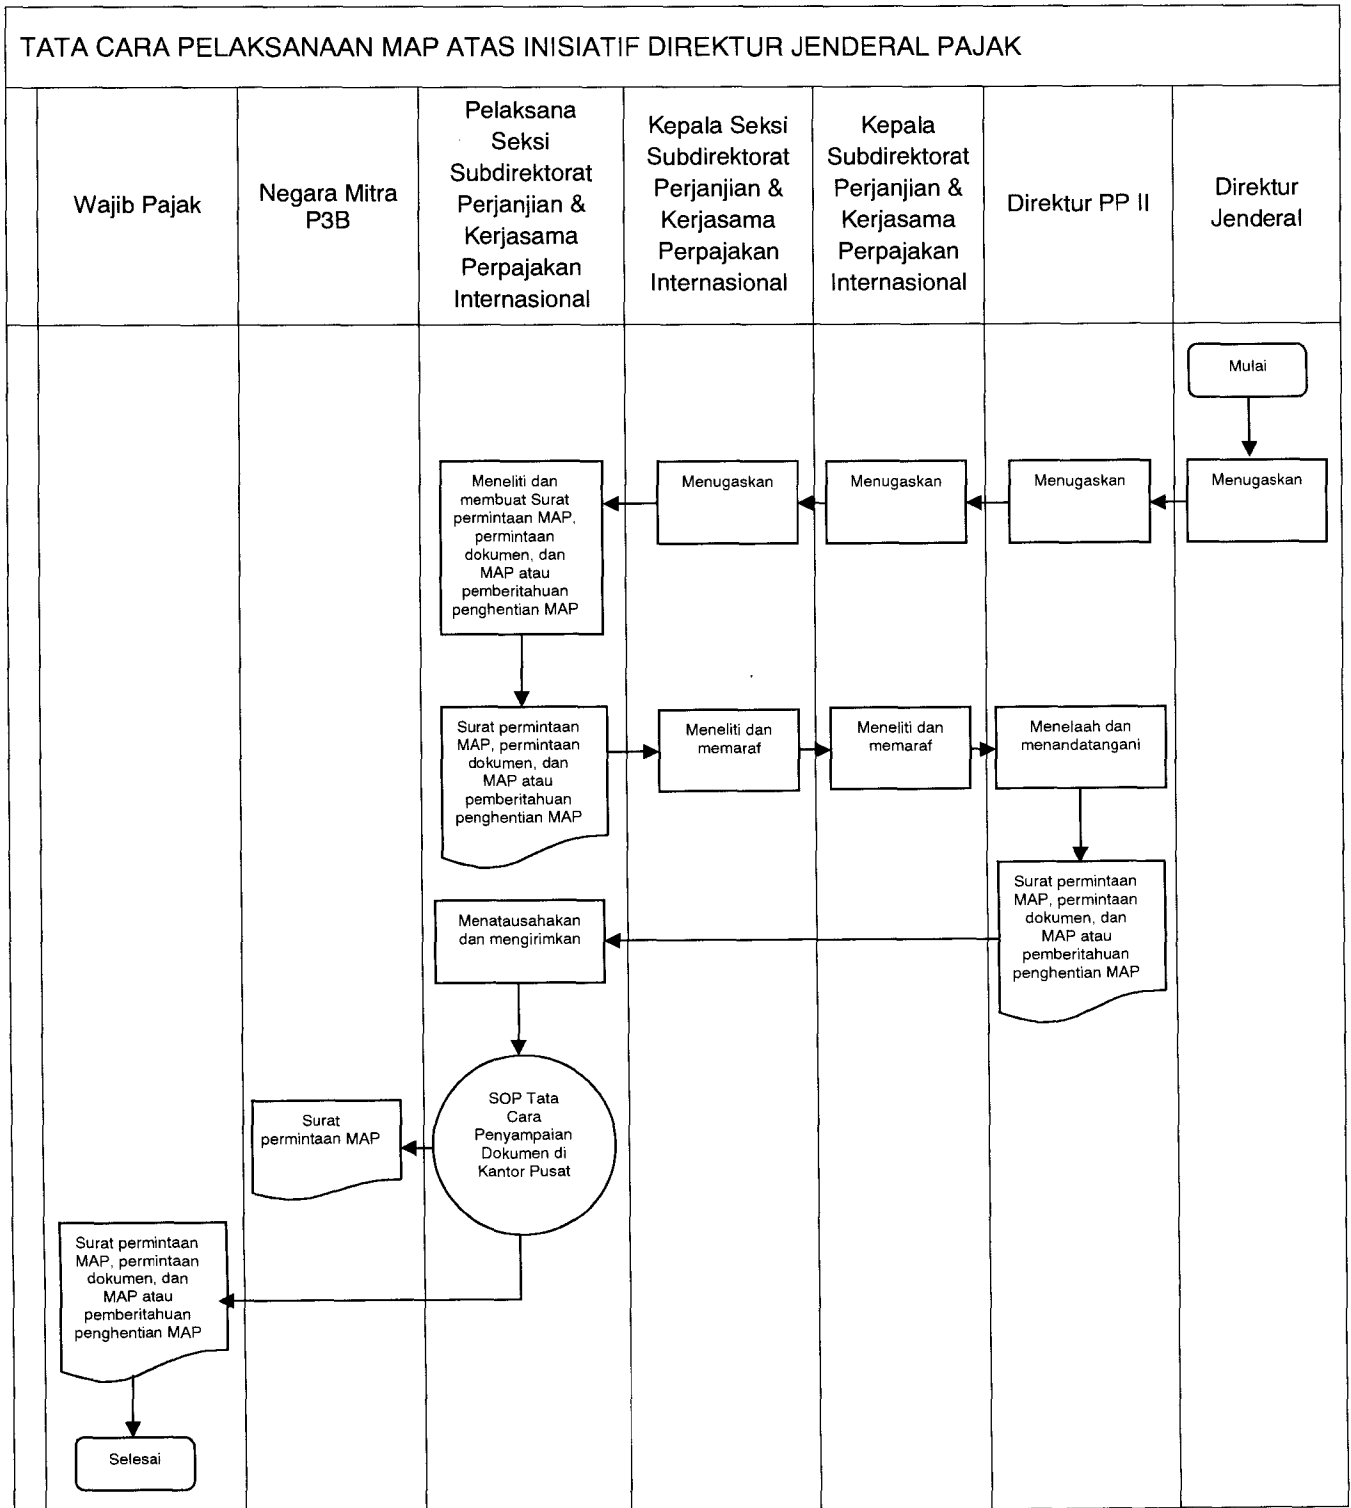 TATA CARA PELAKSANAAN MAP ATAS INISIATIF DIREKTUR JENDERAL PAJAK
Wajib Pajak
Negara Mitra
P3B
Pelaksana
Seksi
Subdirektorat
Perjanjian &
Kerjasama
Perpajakan
Internasional
Kepala Seksi
Subdirektorat
Perjanjian &
Kerjasama
Perpajakan
Internasional
Kepala
Subdirektorat
Perjanjian &
Kerjasama
Perpajakan
Internasional
Direktur PP II
Direktur
Jenderal
Mulai
Menugaskan
Menugaskan
Menugaskan
Menugaskan
Meneliti dan
membuat Surat
permintaan MAP,
permintaan
dokumen, dan
MAP atau
pemberitahuan
penghentian MAP
Surat permintaan
MAP, permintaan
dokumen, dan
MAP atau
pemberitahuan
penghentian MAP
Meneliti dan
memaraf
Meneliti dan
memaraf
Menelaah dan
menandatangani
Surat permintaan
MAP, permintaan
dokumen, dan
MAP atau
pemberitahuan
penghentian MAP
Menatausahakan
dan mengirimkan
SOP Tata
Cara
Penyampaian
Dokumen di
Kantor Pusat
Surat
permintaan MAP
Surat permintaan
MAP, permintaan
dokumen, dan
MAP atau
pemberitahuan
penghentian MAP
Selesai